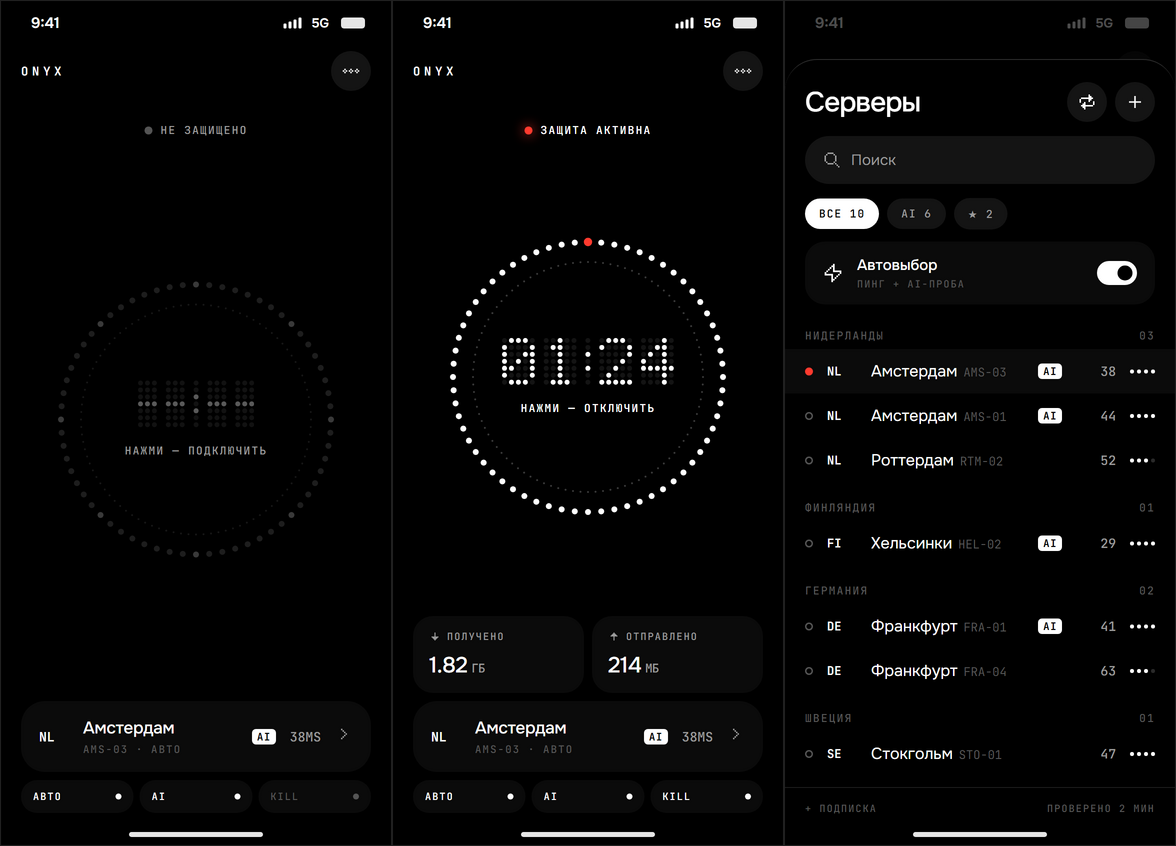 9:41 5G
ONYX
НЕ ЗАЩИЩЕНО
--:--
НАЖМИ — ПОДКЛЮЧИТЬ
NL Амстердам AI 38MS
AMS-03 · АВТО
АВТО AI KILL
9:41 5G
ONYX
ЗАЩИТА АКТИВНА
01:24
НАЖМИ — ОТКЛЮЧИТЬ
↓ ПОЛУЧЕНО ↑ ОТПРАВЛЕНО
1.82 ГБ 214 МБ
NL Амстердам AI 38MS
AMS-03 · АВТО
АВТО AI KILL
9:41 5G
Серверы
Поиск
ВСЕ 10 AI 6 ★ 2
Автовыбор
ПИНГ + AI-ПРОБА
НИДЕРЛАНДЫ 03
NL Амстердам AMS-03 AI 38
NL Амстердам AMS-01 AI 44
NL Роттердам RTM-02 52
ФИНЛЯНДИЯ 01
FI Хельсинки HEL-02 AI 29
ГЕРМАНИЯ 02
DE Франкфурт FRA-01 AI 41
DE Франкфурт FRA-04 63
ШВЕЦИЯ 01
SE Стокгольм STO-01 47
+ ПОДПИСКА ПРОВЕРЕНО 2 МИН